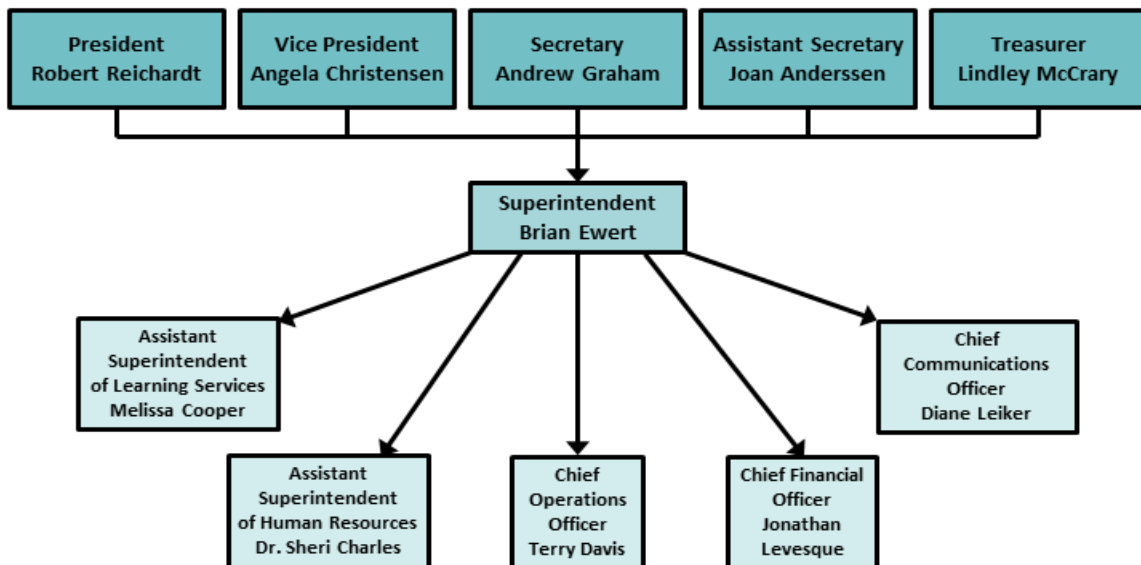 President
Robert Reichardt
Vice President
Angela Christensen
Secretary
Andrew Graham
Assistant Secretary
Joan Anderssen
Treasurer
Lindley McCrary
Superintendent
Brian Ewert
Assistant
Superintendent
of Learning Services
Melissa Cooper
Chief
Communications
Officer
Diane Leiker
Assistant
Superintendent
of Human Resources
Dr. Sheri Charles
Chief
Operations
Officer
Terry Davis
Chief Financial
Officer
Jonathan
Levesque